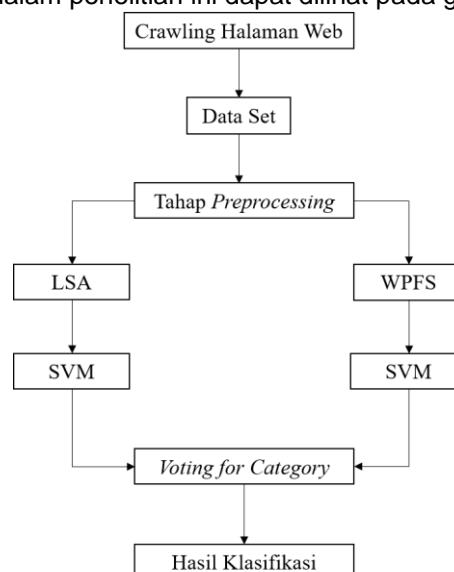 dalam penelitian ini dapat dilihat pada g
Crawling Halaman Web
Data Set
Tahap Preprocessing
LSA
WPFS
SVM
SVM
Voting for Category
Hasil Klasifikasi